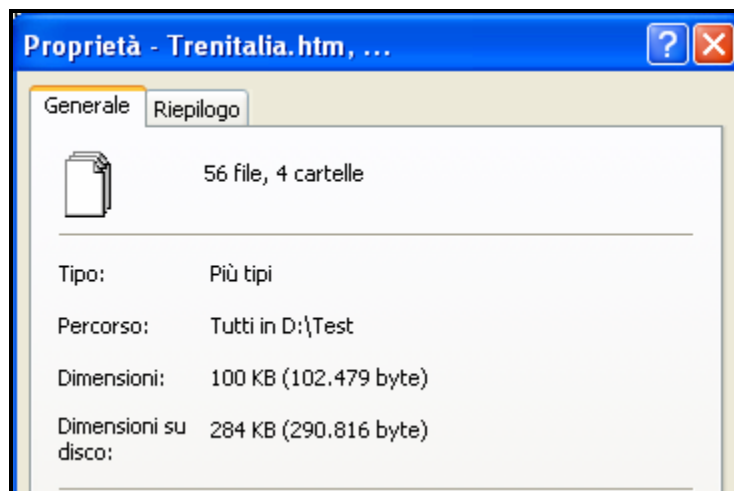 Proprietà - Trenitalia.htm, ...
Generale
Riepilogo
56 file, 4 cartelle
Tipo: Più tipi
Percorso: Tutti in D:\Test
Dimensioni: 100 KB (102.479 byte)
Dimensioni su disco: 284 KB (290.816 byte)